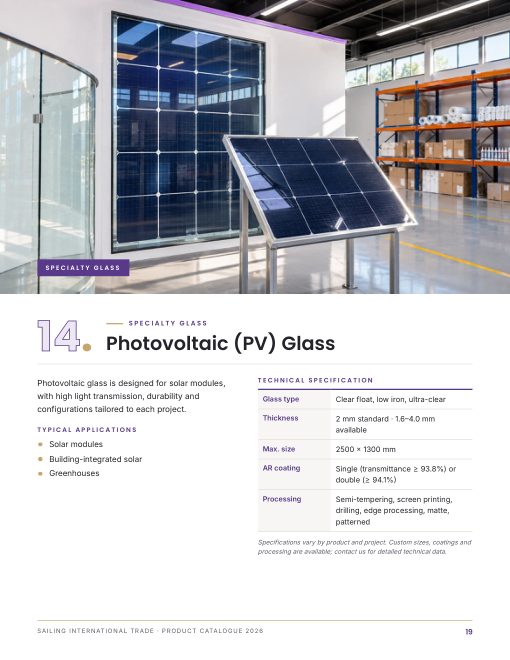 SPECIALTY GLASS
14.
SPECIALTY GLASS
Photovoltaic (PV) Glass
Photovoltaic glass is designed for solar modules,
with high light transmission, durability and
configurations tailored to each project.
TYPICAL APPLICATIONS
Solar modules
Building-integrated solar
Greenhouses
TECHNICAL SPECIFICATION
Glass type Clear float, low iron, ultra-clear
Thickness 2 mm standard · 1.6–4.0 mm
available
Max. size 2500 × 1300 mm
AR coating Single (transmittance ≥ 93.8%) or
double (≥ 94.1%)
Processing Semi-tempering, screen printing,
drilling, edge processing, matte,
patterned
Specifications vary by product and project. Custom sizes, coatings and
processing are available; contact us for detailed technical data.
SAILING INTERNATIONAL TRADE · PRODUCT CATALOGUE 2026 19